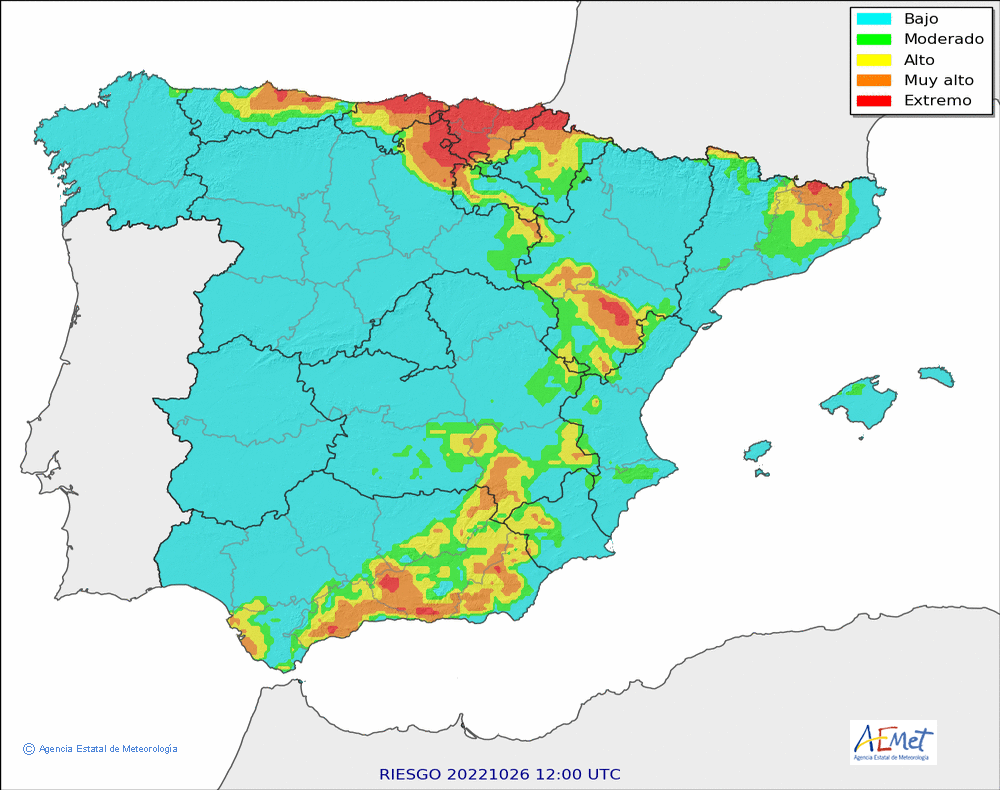 Bajo
Moderado
Alto
Muy alto
Extremo
© Agencia Estatal de Meteorología
AEMet
Agencia Estatal de Meteorología
RIESGO 20221026 12:00 UTC